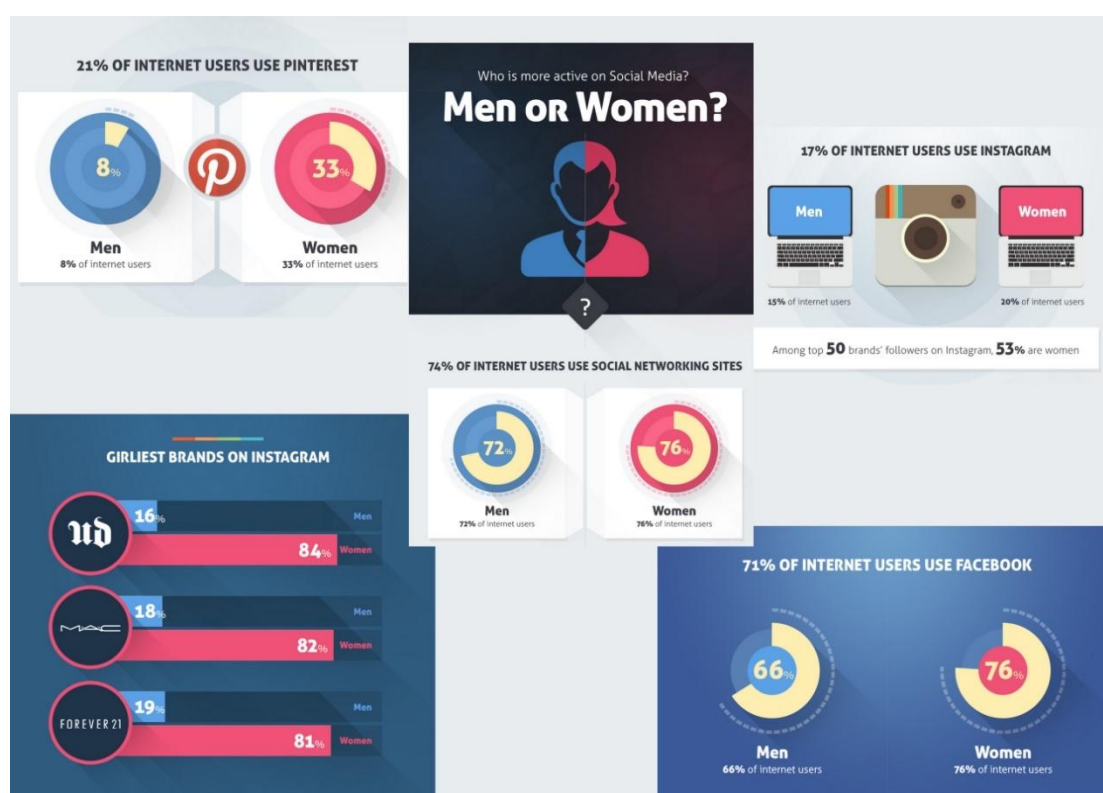 21% OF INTERNET USERS USE PINTEREST
8%
Men
8% of internet users
33%
Women
33% of internet users
Who is more active on Social Media?
Men OR Women?
?
74% OF INTERNET USERS USE SOCIAL NETWORKING SITES
72%
Men
72% of internet users
76%
Women
76% of internet users
17% OF INTERNET USERS USE INSTAGRAM
Men
15% of internet users
Women
20% of internet users
Among top 50 brands' followers on Instagram, 53% are women
GIRLIEST BRANDS ON INSTAGRAM
UD
16% Men
84% Women
MAC
18% Men
82% Women
FOREVER 21
19% Men
81% Women
71% OF INTERNET USERS USE FACEBOOK
66%
Men
66% of internet users
76%
Women
76% of internet users